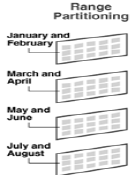 Range
Partitioning
January and
February
March and
April
May and
June
July and
August